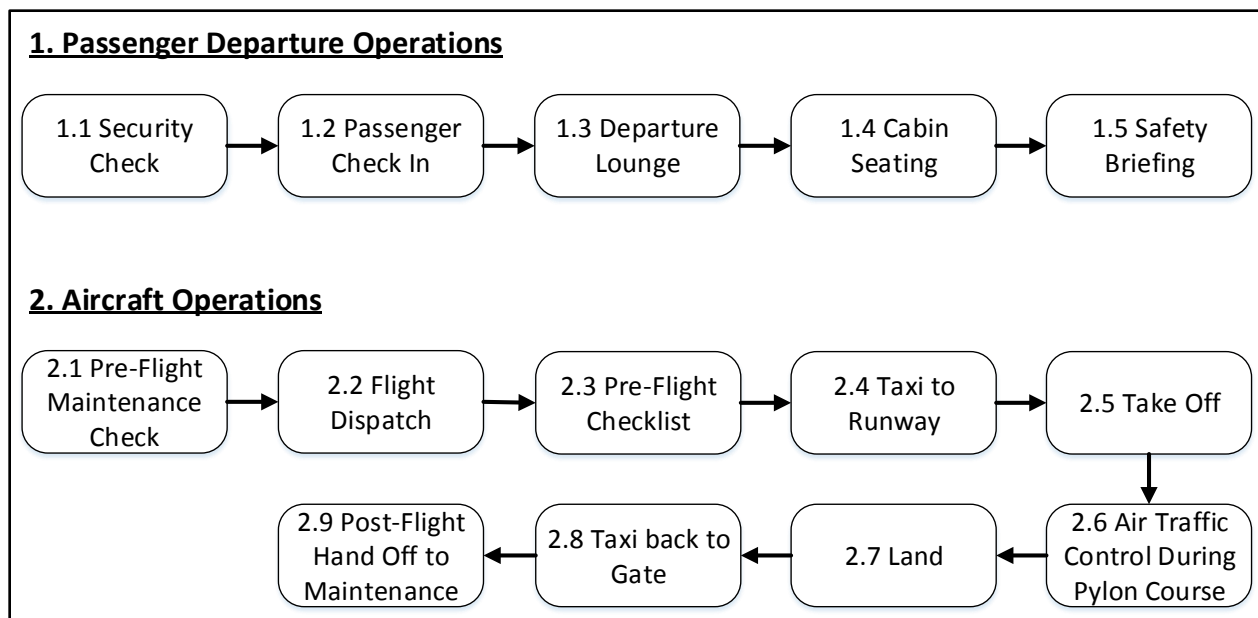 1. Passenger Departure Operations
1.1 Security
Check
1.2 Passenger
Check In
1.3 Departure
Lounge
1.4 Cabin
Seating
1.5 Safety
Briefing
2. Aircraft Operations
2.1 Pre-Flight
Maintenance
Check
2.2 Flight
Dispatch
2.3 Pre-Flight
Checklist
2.4 Taxi to
Runway
2.5 Take Off
2.6 Air Traffic
Control During
Pylon Course
2.7 Land
2.8 Taxi back to
Gate
2.9 Post-Flight
Hand Off to
Maintenance